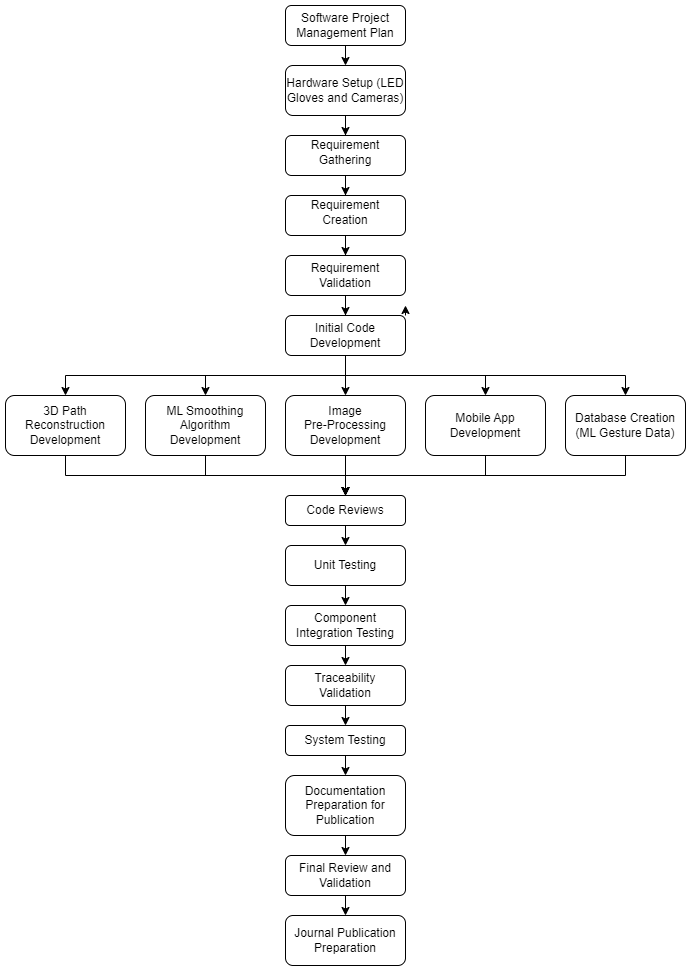 Software Project
Management Plan
Hardware Setup (LED
Gloves and Cameras)
Requirement
Gathering
Requirement
Creation
Requirement
Validation
Initial Code
Development
3D Path
Reconstruction
Development
ML Smoothing
Algorithm
Development
Image
Pre-Processing
Development
Mobile App
Development
Database Creation
(ML Gesture Data)
Code Reviews
Unit Testing
Component
Integration Testing
Traceability
Validation
System Testing
Documentation
Preparation for
Publication
Final Review and
Validation
Journal Publication
Preparation